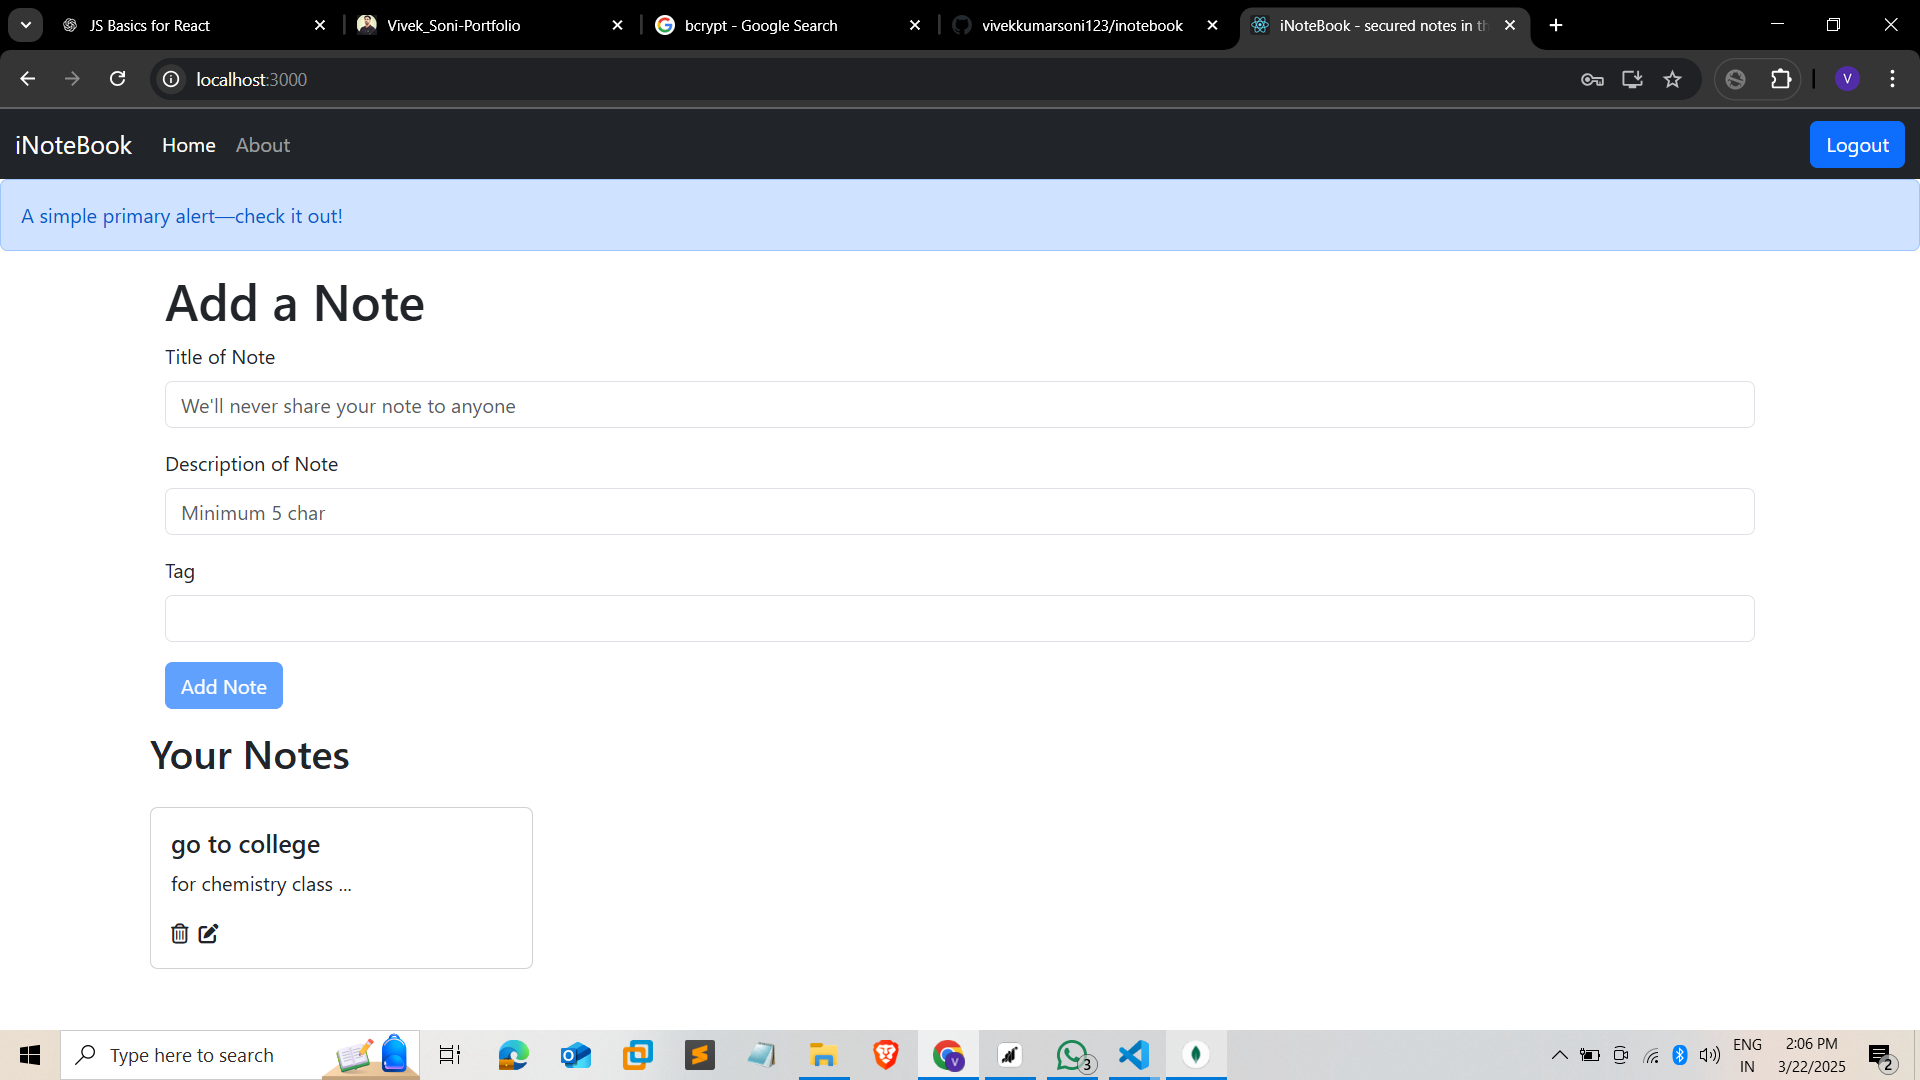 JS Basics for React
Vivek_Soni-Portfolio
bcrypt - Google Search
vivekkumarsoni123/inotebook
iNoteBook - secured notes in th
localhost:3000
V
iNoteBook
Home
About
Logout
A simple primary alert—check it out!
Add a Note
Title of Note
We'll never share your note to anyone
Description of Note
Minimum 5 char
Tag
Add Note
Your Notes
go to college
for chemistry class ...
Type here to search
V
3
ENG
IN
2:06 PM
3/22/2025
2